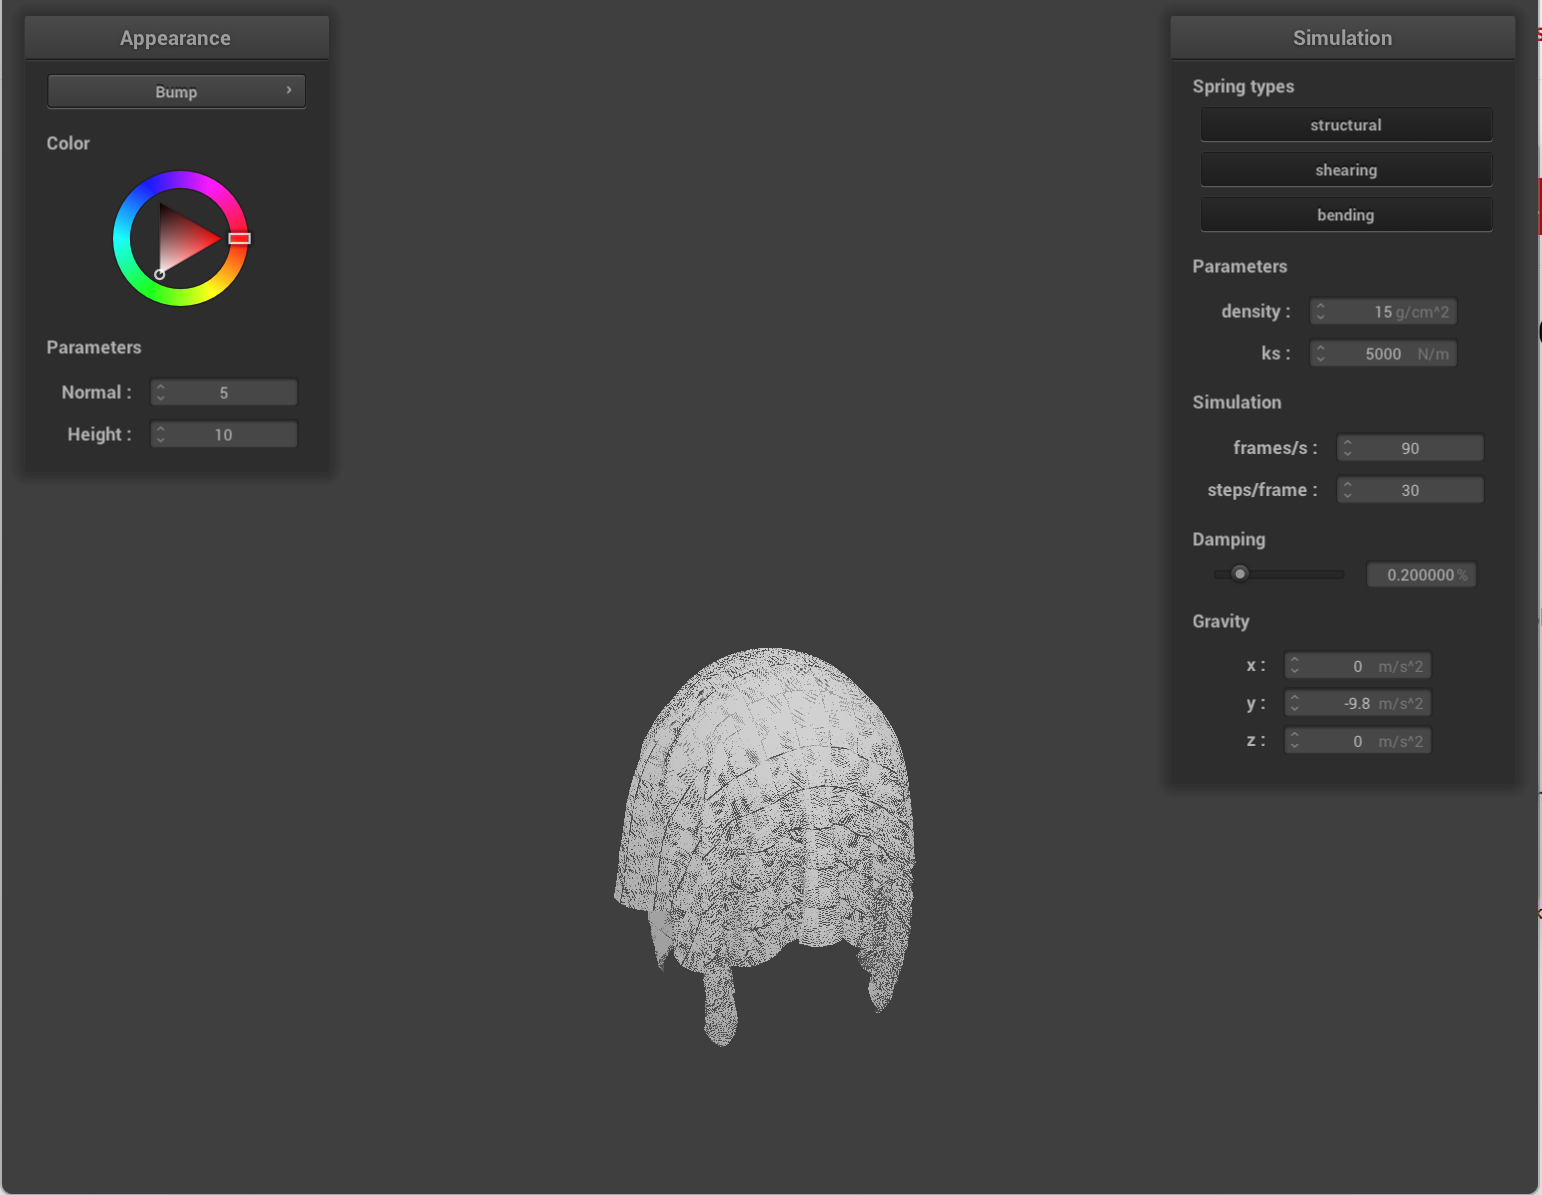 Appearance
Bump
Color
Parameters
Normal : 5
Height : 10
Simulation
Spring types
structural
shearing
bending
Parameters
density : 15 g/cm^2
ks : 5000 N/m
Simulation
frames/s : 90
steps/frame : 30
Damping
0.200000 %
Gravity
x : 0 m/s^2
y : -9.8 m/s^2
z : 0 m/s^2